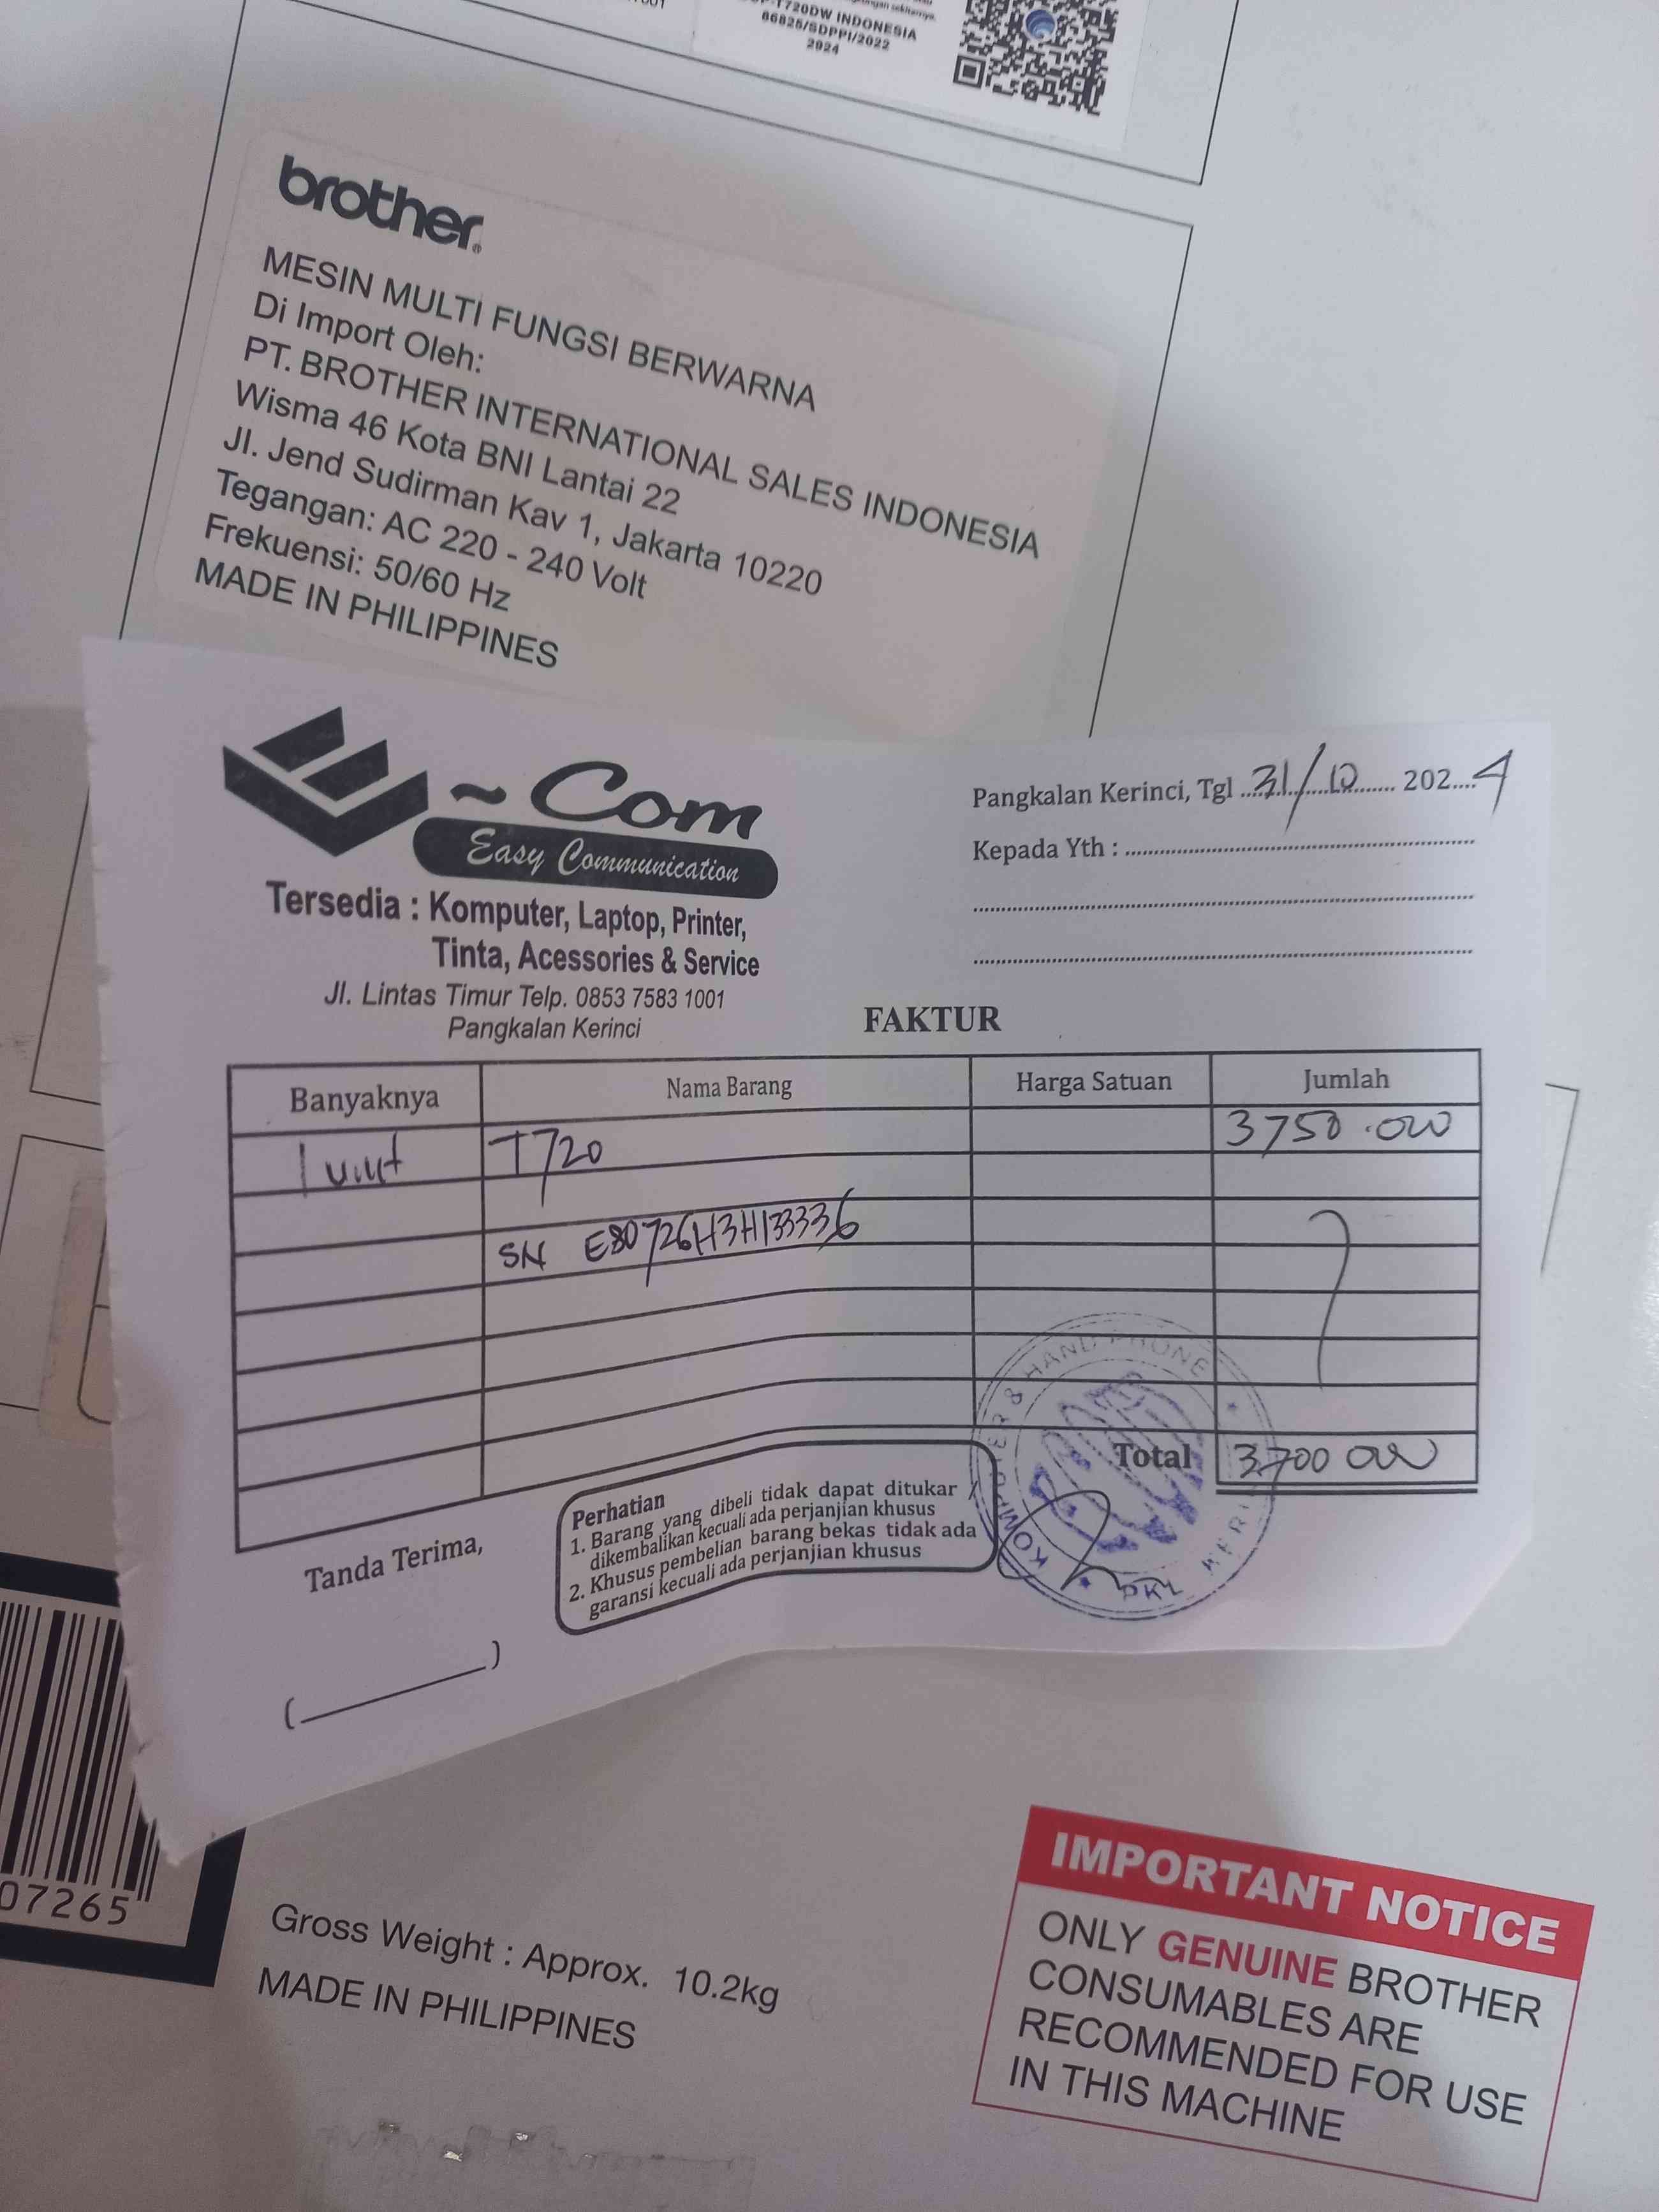 T720DW INDONESIA
86825/SDPPI/2022
2024
brother
MESIN MULTI FUNGSI BERWARNA
Di Import Oleh:
PT. BROTHER INTERNATIONAL SALES INDONESIA
Wisma 46 Kota BNI Lantai 22
Jl. Jend Sudirman Kav 1, Jakarta 10220
Tegangan: AC 220 - 240 Volt
Frekuensi: 50/60 Hz
MADE IN PHILIPPINES
E~Com
Easy Communication
Tersedia : Komputer, Laptop, Printer,
Tinta, Acessories & Service
Jl. Lintas Timur Telp. 0853 7583 1001
Pangkalan Kerinci
Pangkalan Kerinci, Tgl 31/10 2024
Kepada Yth :
FAKTUR
Banyaknya Nama Barang Harga Satuan Jumlah
1 unit T720 3750.000
SN E80726H3H133336
Total 3700 000
Tanda Terima,
Perhatian
1. Barang yang dibeli tidak dapat ditukar
dikembalikan kecuali ada perjanjian khusus
2. Khusus pembelian barang bekas tidak ada
garansi kecuali ada perjanjian khusus
& HAND PHONE
07265
Gross Weight : Approx. 10.2kg
MADE IN PHILIPPINES
IMPORTANT NOTICE
ONLY GENUINE BROTHER
CONSUMABLES ARE
RECOMMENDED FOR USE
IN THIS MACHINE